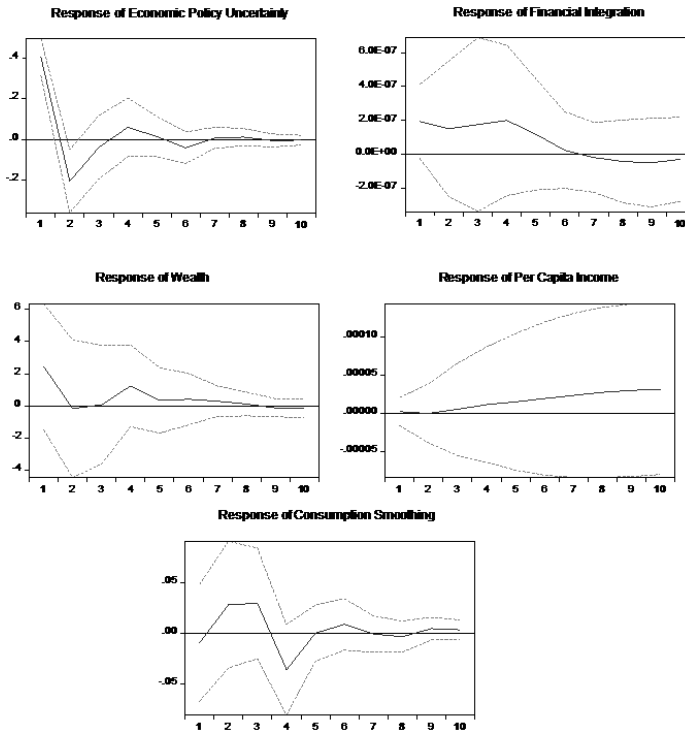 Response of Economic Policy Uncertainty
.4
.2
.0
-.2
1 2 3 4 5 6 7 8 9 10
Response of Financial Integration
6.0E-07
2.0E-07
0.0E+00
-2.0E-07
1 2 3 4 5 6 7 8 9 10
Response of Wealth
6
4
2
0
-2
-4
1 2 3 4 5 6 7 8 9 10
Response of Per Capila Income
.00010
.00005
.00000
-.00005
1 2 3 4 5 6 7 8 9 10
Response of Consumption Smoothing
.05
.00
-.05
1 2 3 4 5 6 7 8 9 10